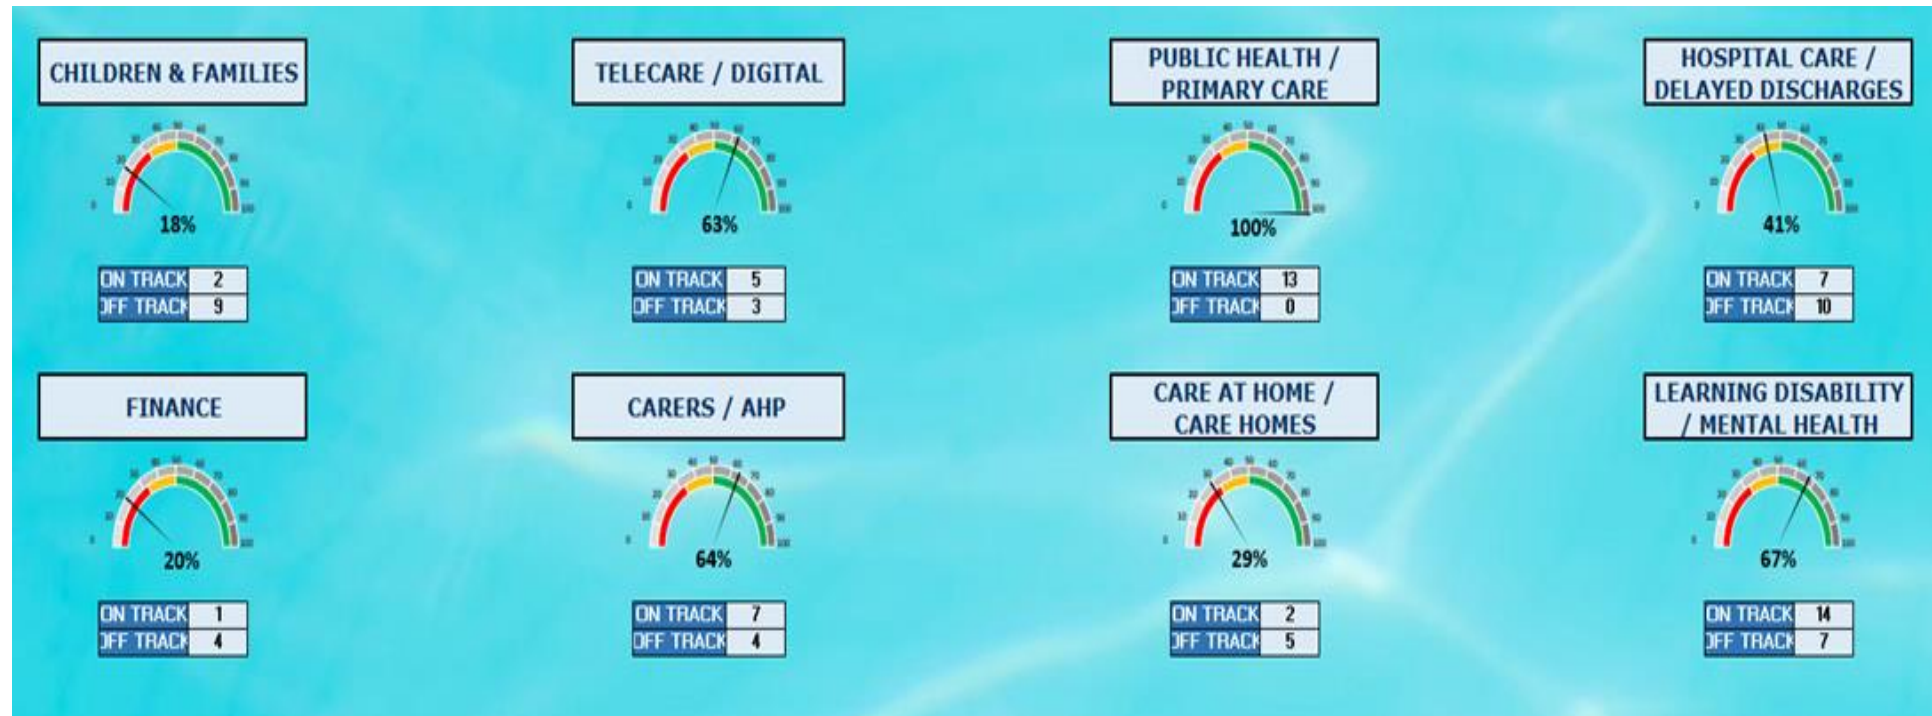 CHILDREN & FAMILIES
18%
ON TRACK 2
OFF TRACK 9
TELECARE / DIGITAL
63%
ON TRACK 5
OFF TRACK 3
PUBLIC HEALTH /
PRIMARY CARE
100%
ON TRACK 13
OFF TRACK 0
HOSPITAL CARE /
DELAYED DISCHARGES
41%
ON TRACK 7
OFF TRACK 10
FINANCE
20%
ON TRACK 1
OFF TRACK 4
CARERS / AHP
64%
ON TRACK 7
OFF TRACK 4
CARE AT HOME /
CARE HOMES
29%
ON TRACK 2
OFF TRACK 5
LEARNING DISABILITY
/ MENTAL HEALTH
67%
ON TRACK 14
OFF TRACK 7